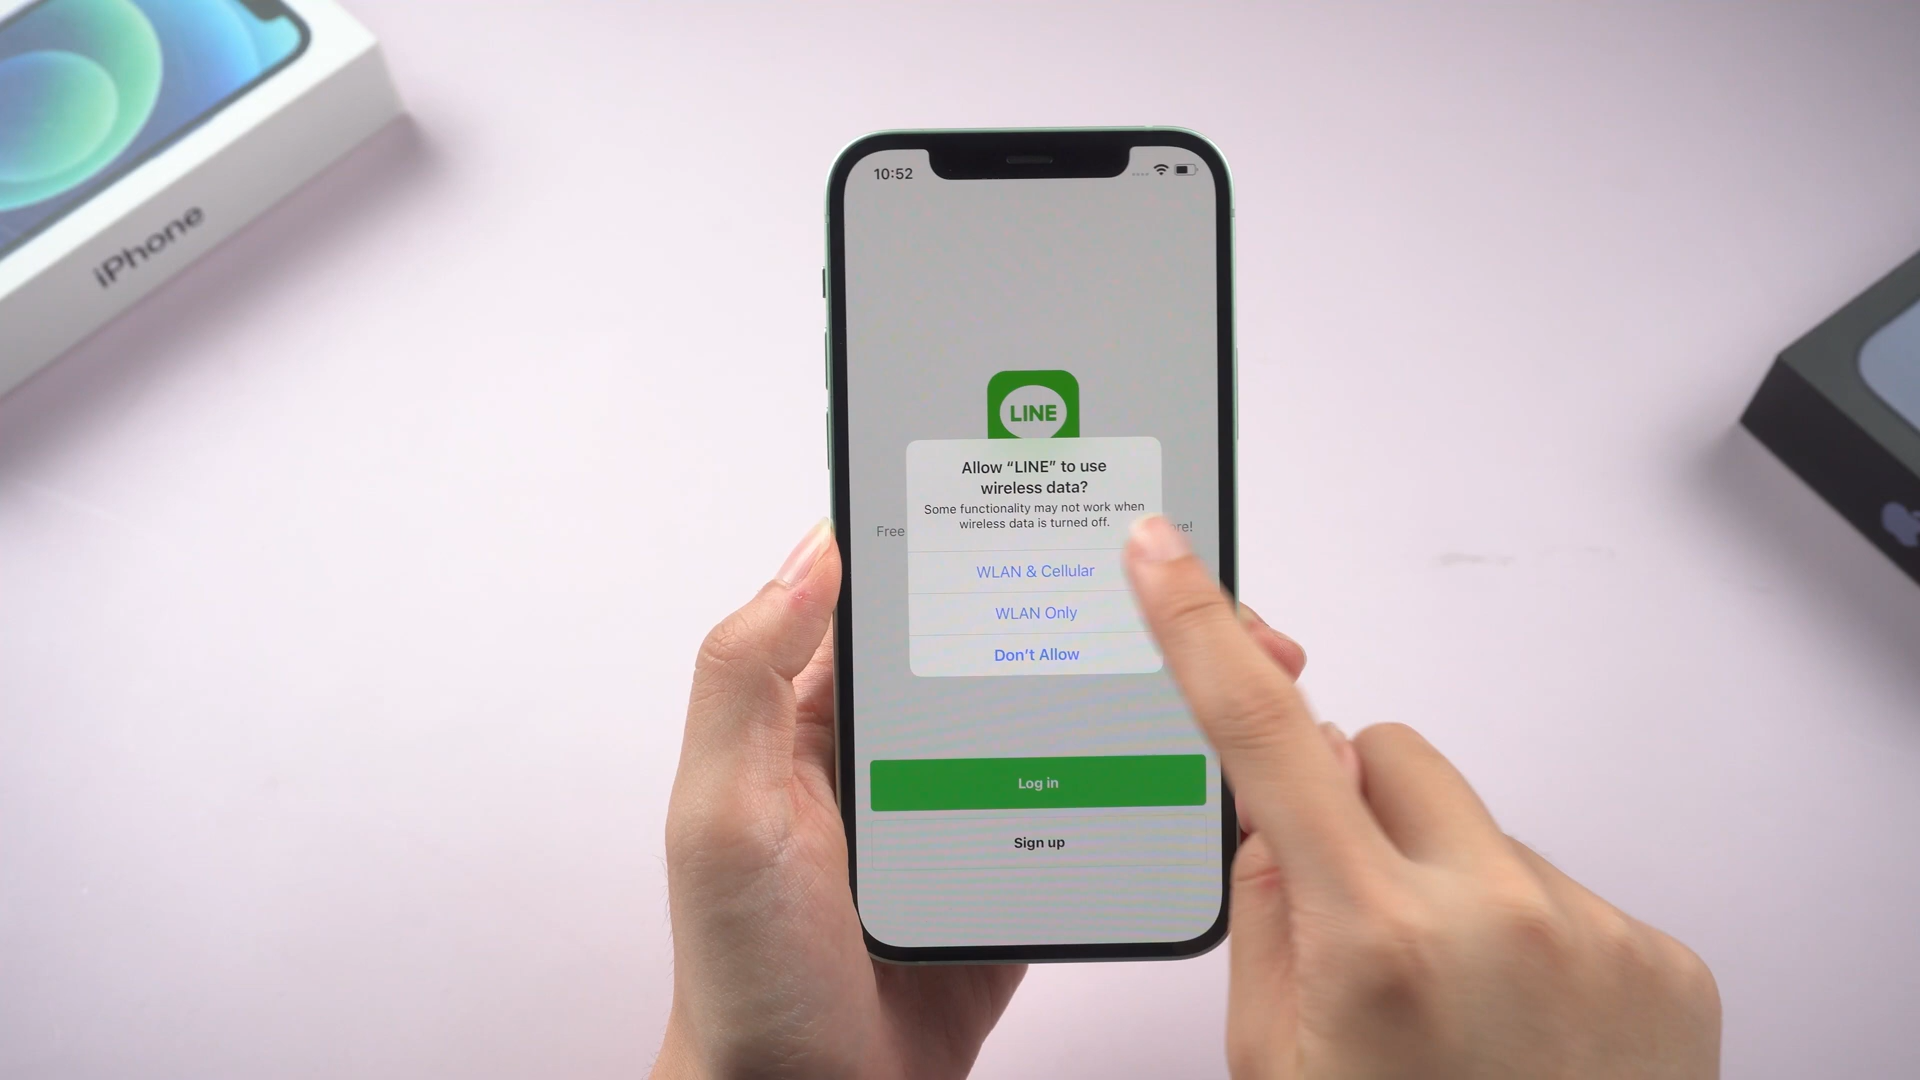 iPhone
10:52
LINE
Allow “LINE” to use
wireless data?
Some functionality may not work when
wireless data is turned off.
Free
WLAN & Cellular
WLAN Only
Don’t Allow
Log in
Sign up